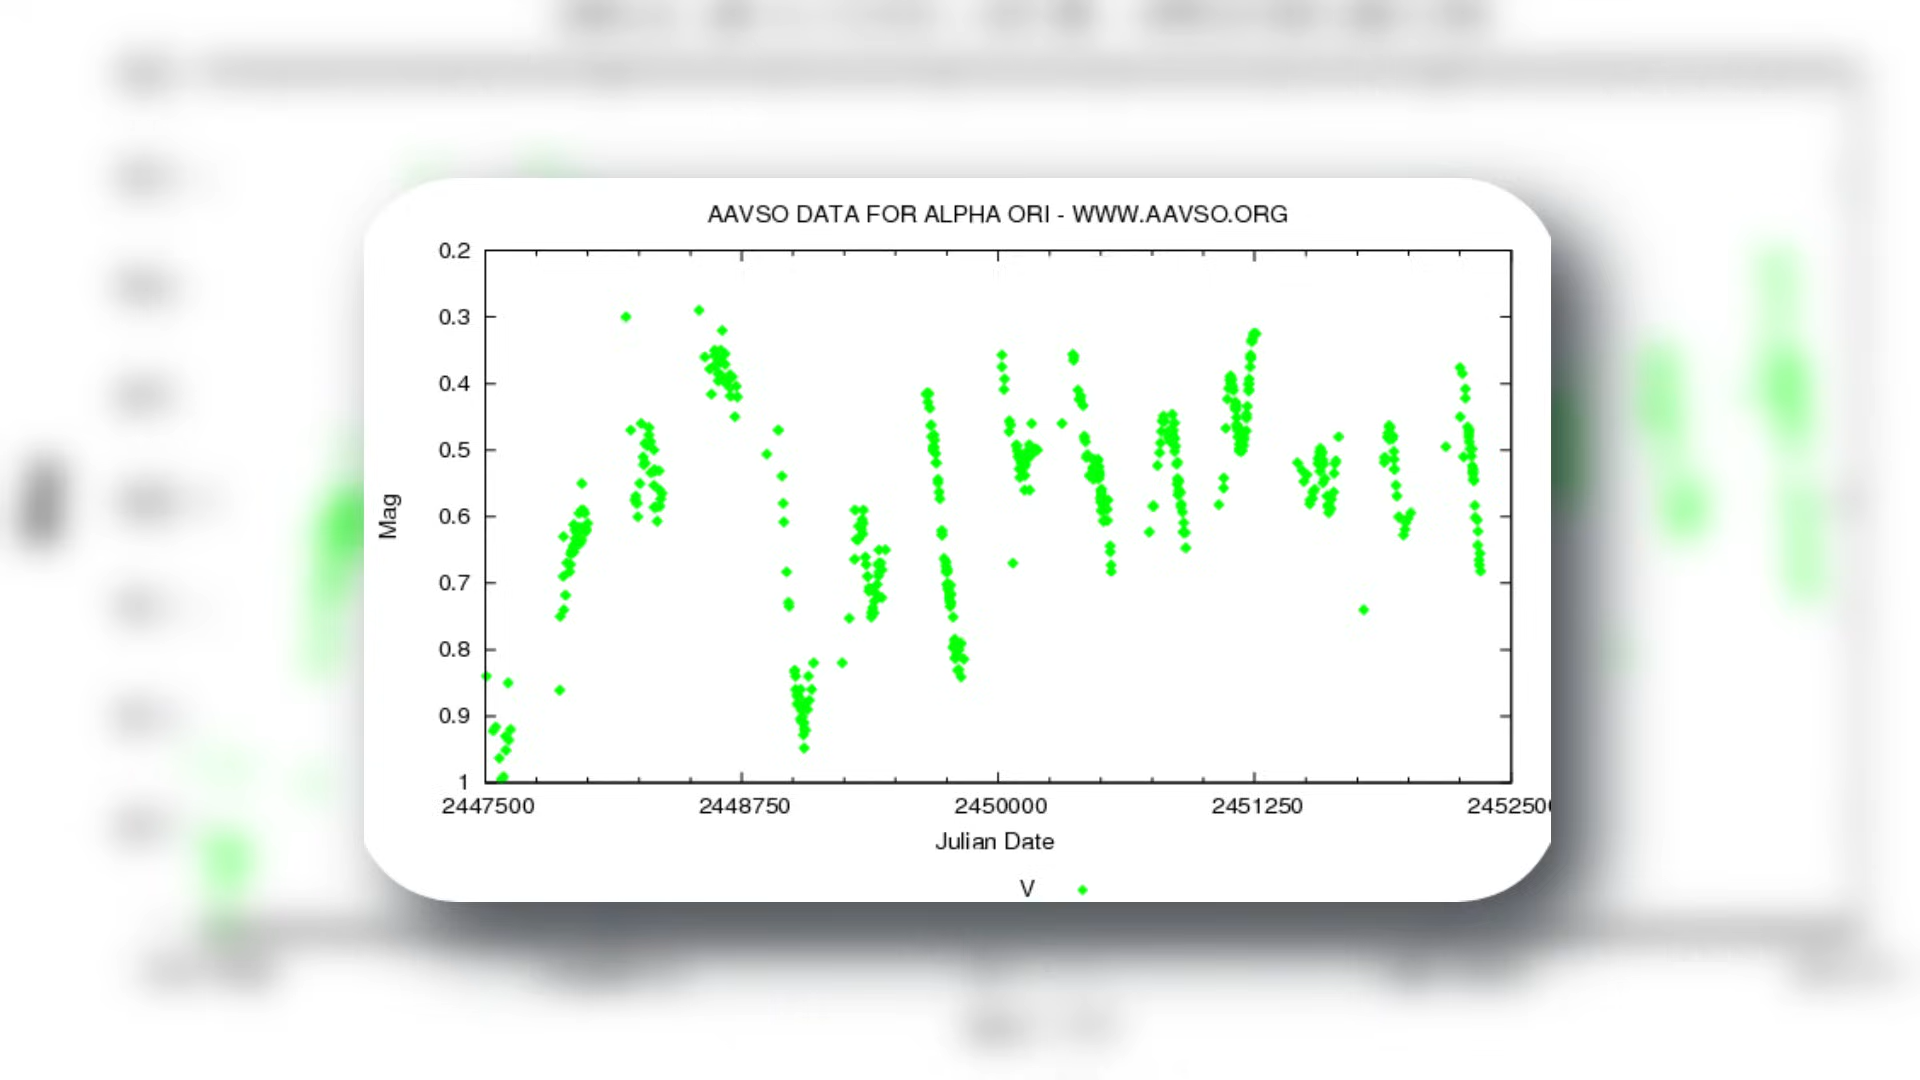 AAVSO DATA FOR ALPHA ORI - WWW.AAVSO.ORG
0.2
0.3
0.4
0.5
0.6
0.7
0.8
0.9
1
Mag
2447500 2448750 2450000 2451250 2452500
Julian Date
V